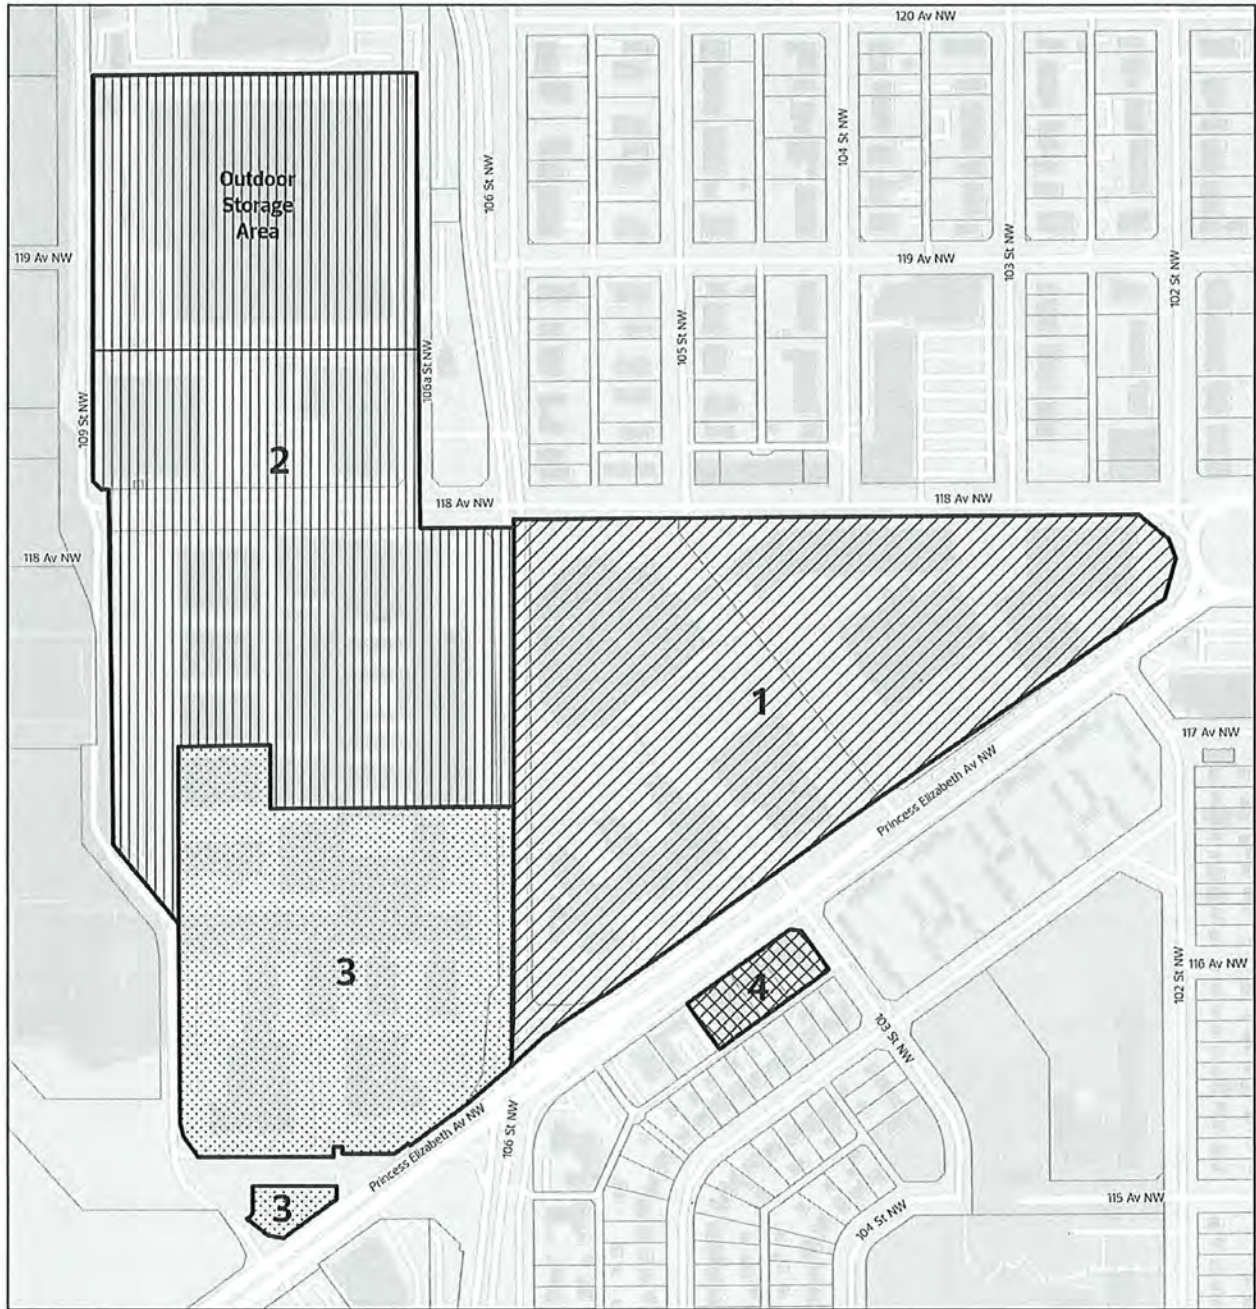 120 Av NW
Outdoor
Storage
Area
106 St NW
104 St NW
119 Av NW
119 Av NW
103 St NW
102 St NW
105 St NW
106a St NW
109 St NW
2
118 Av NW
118 Av NW
118 Av NW
1
117 Av NW
Princess Elizabeth Av NW
3
4
116 Av NW
102 St NW
103 St NW
106 St NW
Princess Elizabeth Av NW
3
115 Av NW
104 St NW